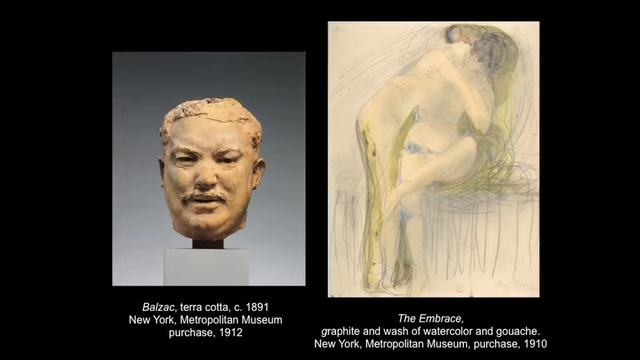 Balzac, terra cotta, c. 1891
New York, Metropolitan Museum
purchase, 1912
The Embrace,
graphite and wash of watercolor and gouache.
New York, Metropolitan Museum, purchase, 1910